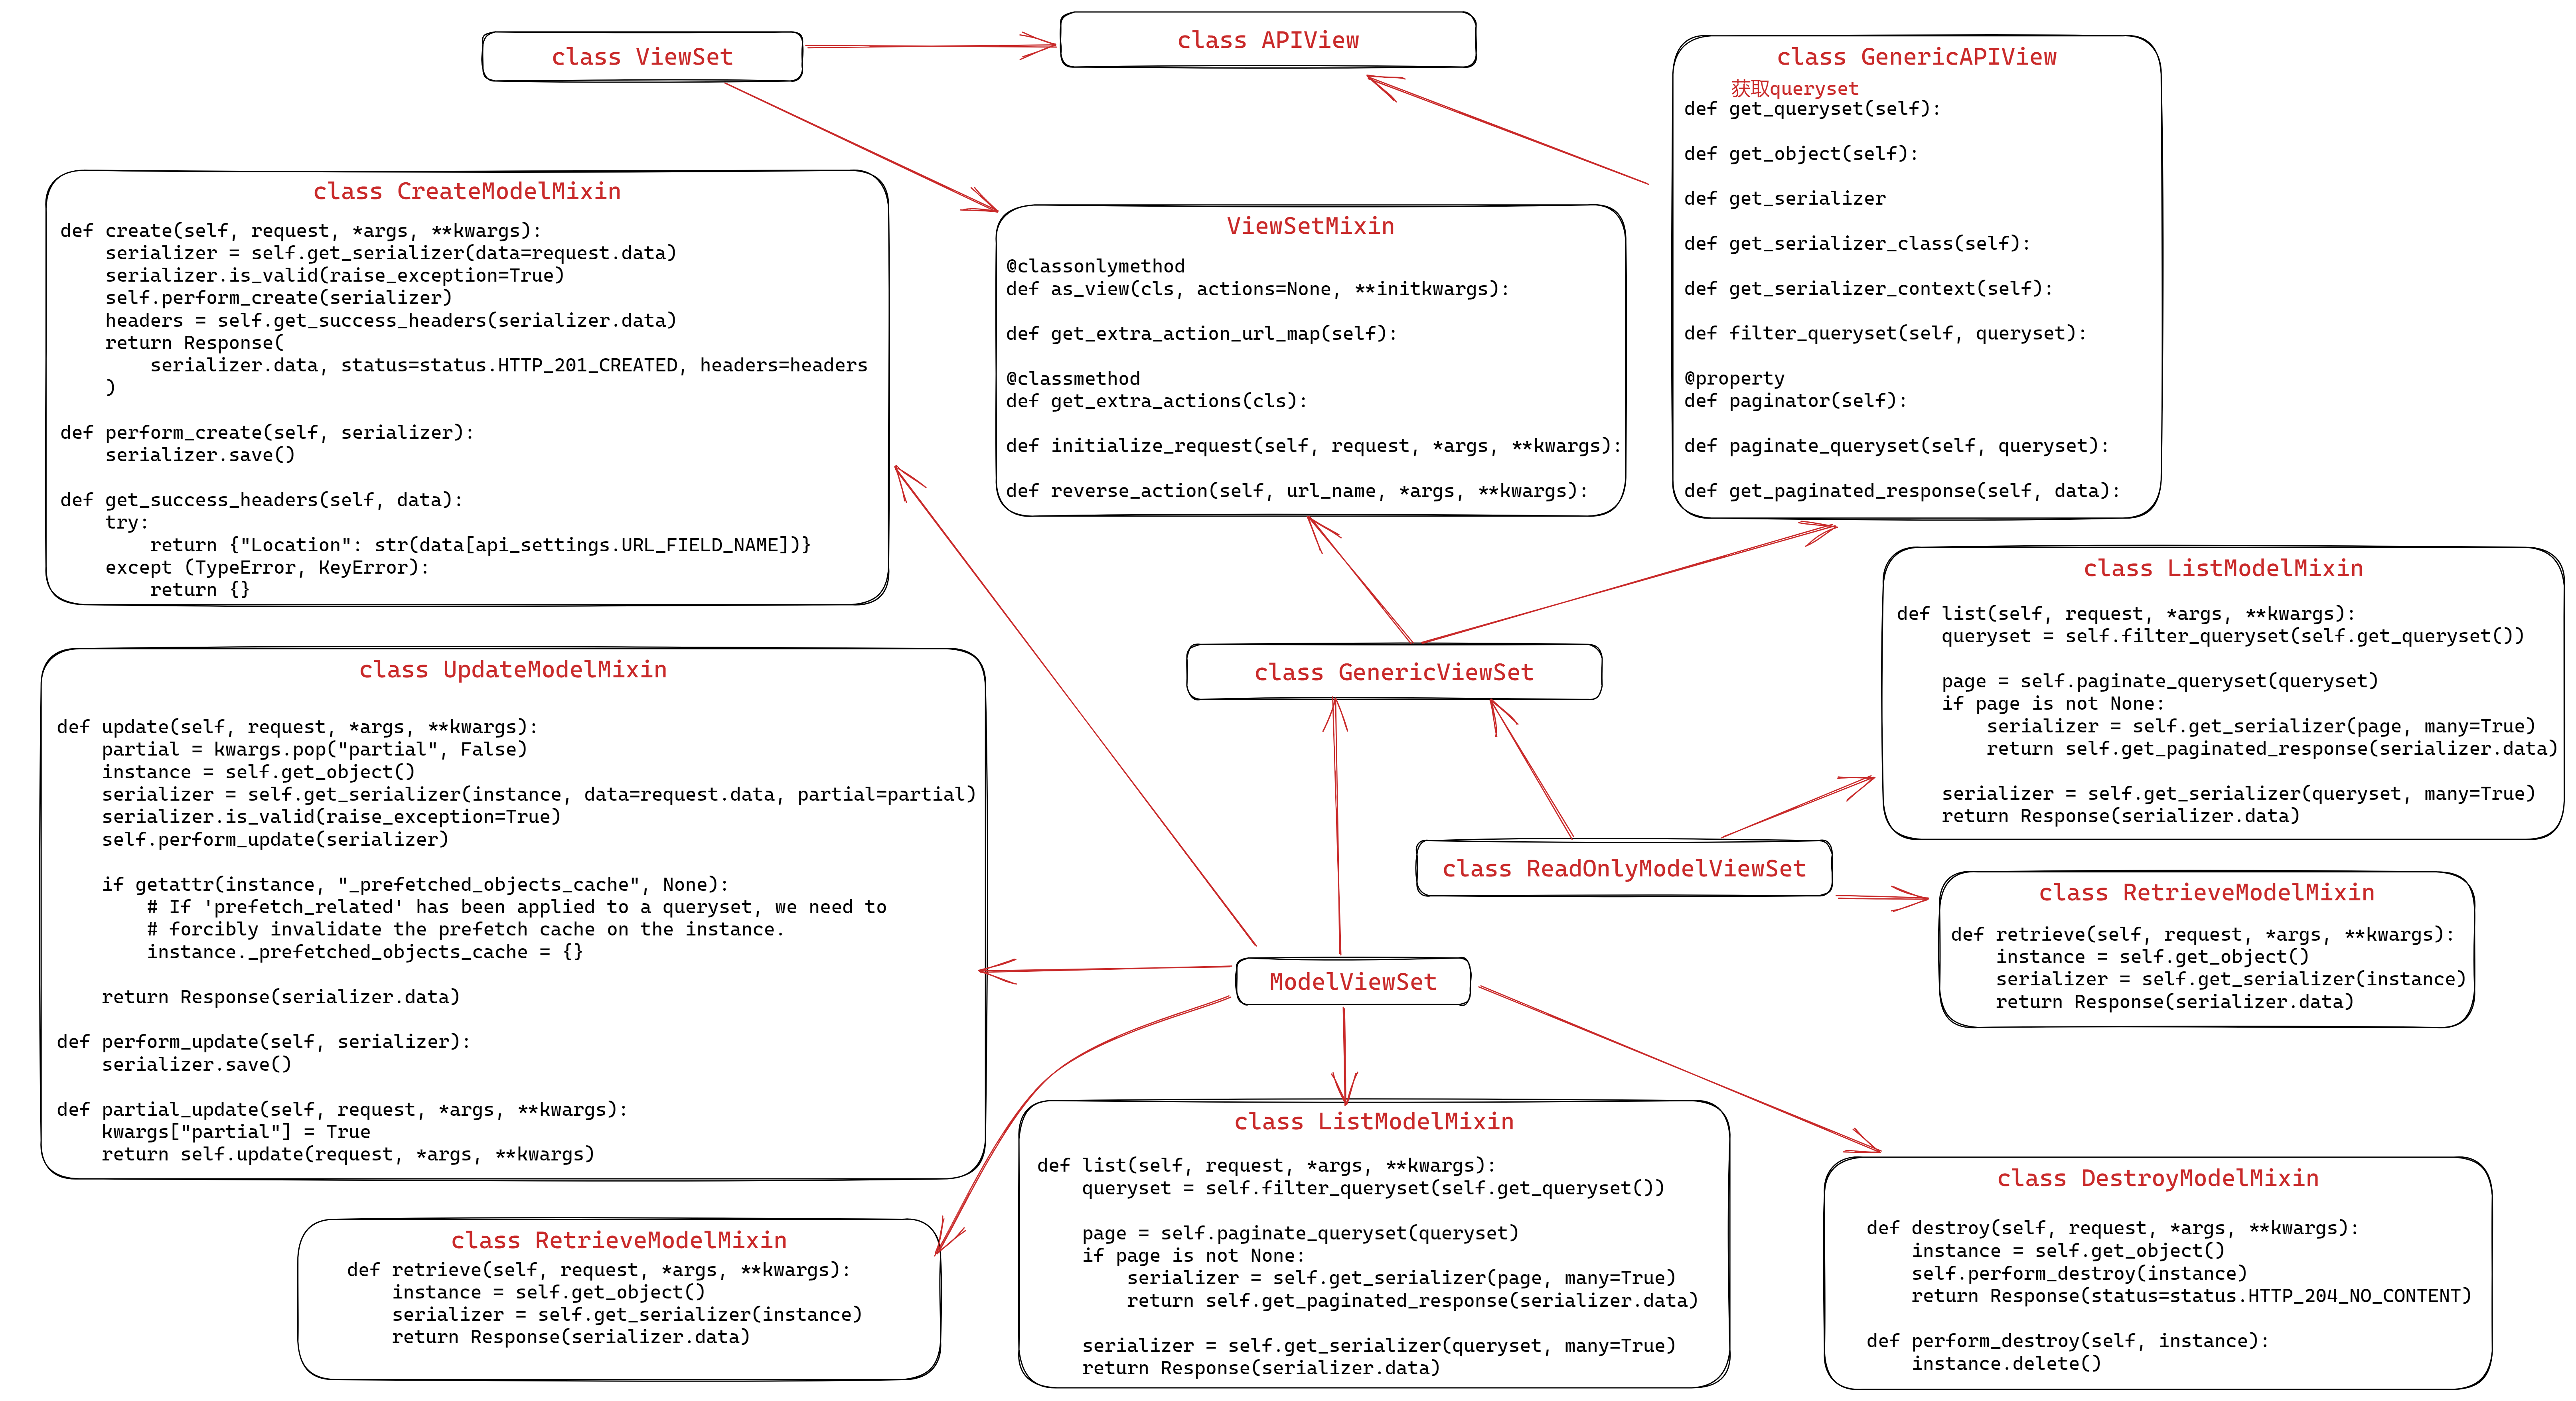 class ViewSet
class APIView
class GenericAPIView
获取queryset
def get_queryset(self):
def get_object(self):
def get_serializer
def get_serializer_class(self):
def get_serializer_context(self):
def filter_queryset(self, queryset):
@property
def paginator(self):
def paginate_queryset(self, queryset):
def get_paginated_response(self, data):
class CreateModelMixin
def create(self, request, *args, **kwargs):
    serializer = self.get_serializer(data=request.data)
    serializer.is_valid(raise_exception=True)
    self.perform_create(serializer)
    headers = self.get_success_headers(serializer.data)
    return Response(
        serializer.data, status=status.HTTP_201_CREATED, headers=headers
    )
def perform_create(self, serializer):
    serializer.save()
def get_success_headers(self, data):
    try:
        return {"Location": str(data[api_settings.URL_FIELD_NAME])}
    except (TypeError, KeyError):
        return {}
ViewSetMixin
@classonlymethod
def as_view(cls, actions=None, **initkwargs):
def get_extra_action_url_map(self):
@classmethod
def get_extra_actions(cls):
def initialize_request(self, request, *args, **kwargs):
def reverse_action(self, url_name, *args, **kwargs):
class ListModelMixin
def list(self, request, *args, **kwargs):
    queryset = self.filter_queryset(self.get_queryset())
    page = self.paginate_queryset(queryset)
    if page is not None:
        serializer = self.get_serializer(page, many=True)
        return self.get_paginated_response(serializer.data)
    serializer = self.get_serializer(queryset, many=True)
    return Response(serializer.data)
class GenericViewSet
class UpdateModelMixin
def update(self, request, *args, **kwargs):
    partial = kwargs.pop("partial", False)
    instance = self.get_object()
    serializer = self.get_serializer(instance, data=request.data, partial=partial)
    serializer.is_valid(raise_exception=True)
    self.perform_update(serializer)
    if getattr(instance, "_prefetched_objects_cache", None):
        # If 'prefetch_related' has been applied to a queryset, we need to
        # forcibly invalidate the prefetch cache on the instance.
        instance._prefetched_objects_cache = {}
    return Response(serializer.data)
def perform_update(self, serializer):
    serializer.save()
def partial_update(self, request, *args, **kwargs):
    kwargs["partial"] = True
    return self.update(request, *args, **kwargs)
class ReadOnlyModelViewSet
class RetrieveModelMixin
def retrieve(self, request, *args, **kwargs):
    instance = self.get_object()
    serializer = self.get_serializer(instance)
    return Response(serializer.data)
ModelViewSet
class RetrieveModelMixin
def retrieve(self, request, *args, **kwargs):
    instance = self.get_object()
    serializer = self.get_serializer(instance)
    return Response(serializer.data)
class ListModelMixin
def list(self, request, *args, **kwargs):
    queryset = self.filter_queryset(self.get_queryset())
    page = self.paginate_queryset(queryset)
    if page is not None:
        serializer = self.get_serializer(page, many=True)
        return self.get_paginated_response(serializer.data)
    serializer = self.get_serializer(queryset, many=True)
    return Response(serializer.data)
class DestroyModelMixin
def destroy(self, request, *args, **kwargs):
    instance = self.get_object()
    self.perform_destroy(instance)
    return Response(status=status.HTTP_204_NO_CONTENT)
def perform_destroy(self, instance):
    instance.delete()